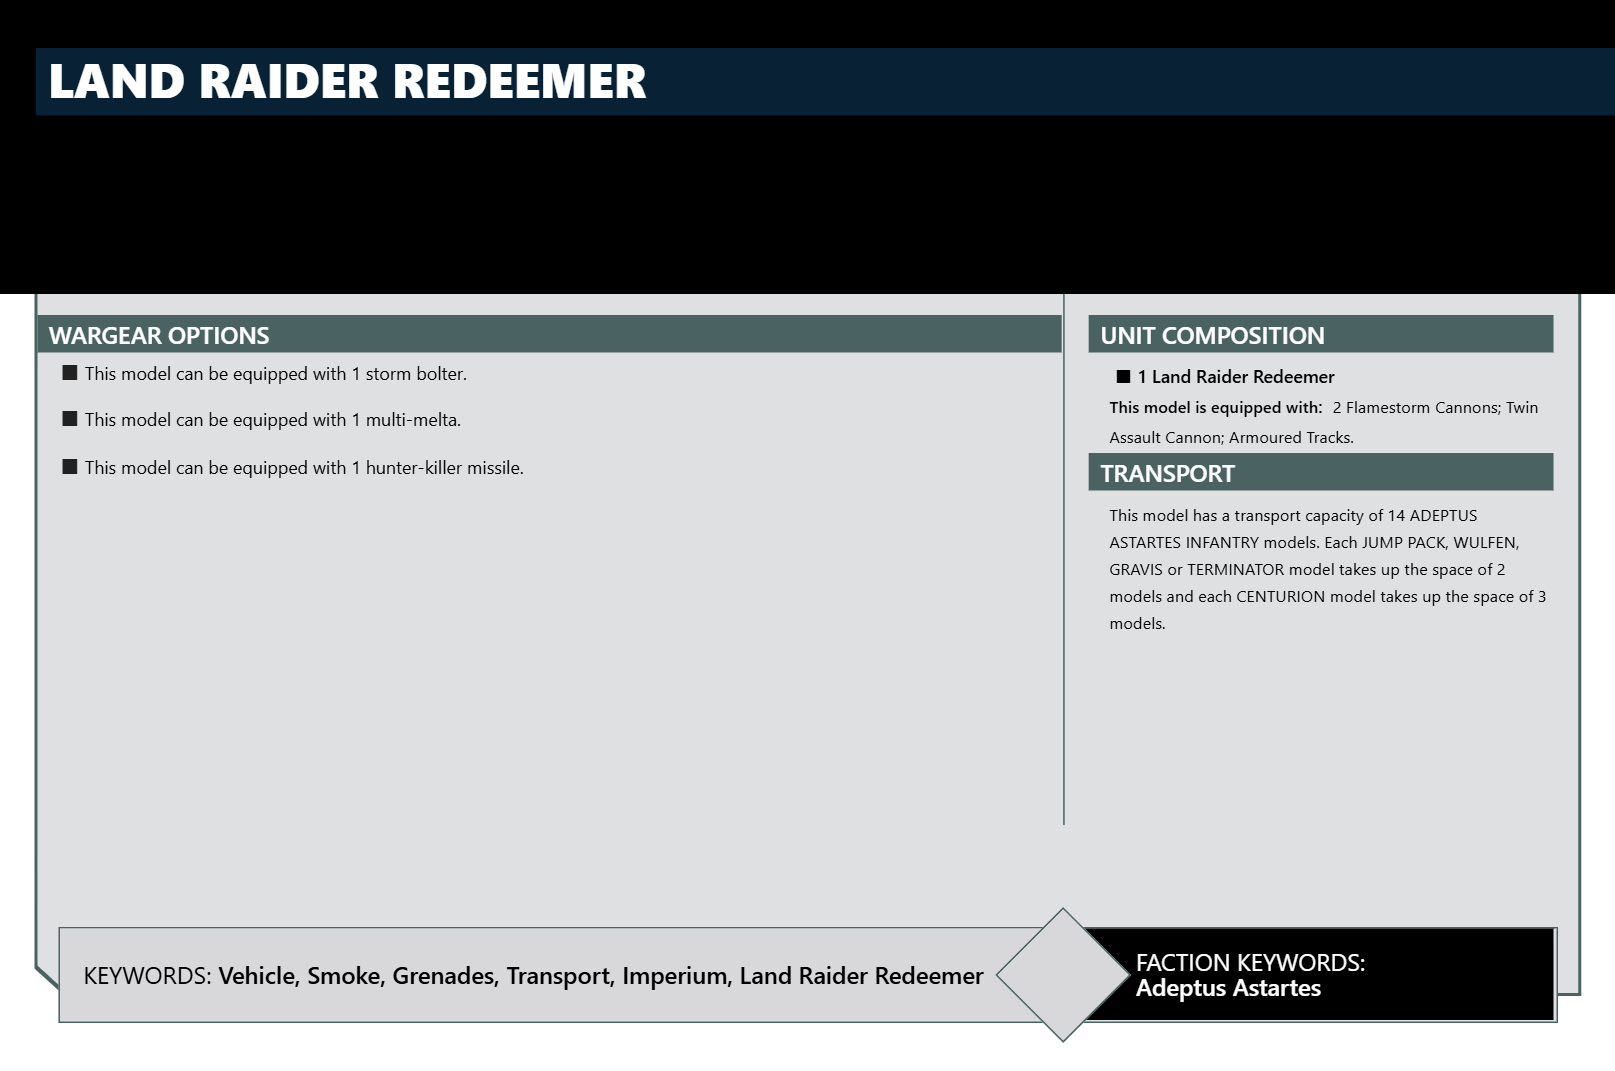 LAND RAIDER REDEEMER
WARGEAR OPTIONS
■ This model can be equipped with 1 storm bolter.
■ This model can be equipped with 1 multi-melta.
■ This model can be equipped with 1 hunter-killer missile.
UNIT COMPOSITION
■ 1 Land Raider Redeemer
This model is equipped with: 2 Flamestorm Cannons; Twin
Assault Cannon; Armoured Tracks.
TRANSPORT
This model has a transport capacity of 14 ADEPTUS
ASTARTES INFANTRY models. Each JUMP PACK, WULFEN,
GRAVIS or TERMINATOR model takes up the space of 2
models and each CENTURION model takes up the space of 3
models.
KEYWORDS: Vehicle, Smoke, Grenades, Transport, Imperium, Land Raider Redeemer
FACTION KEYWORDS:
Adeptus Astartes